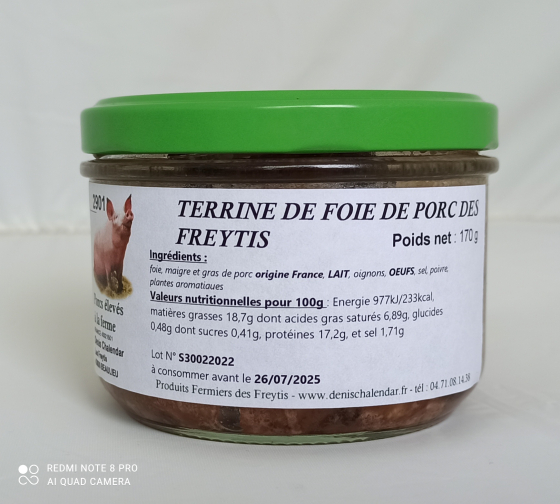 2901
TERRINE DE FOIE DE PORC DES
FREYTIS
Poids net : 170 g
Ingrédients :
foie, maigre et gras de porc origine France, LAIT, aignons, OEUFS, sel, poivre,
plantes aromatiques
Valeurs nutritionnelles pour 100g : Energie 977kJ/233kcal,
matières grasses 18,7g dont acides gras saturés 6,89g, glucides
0,48g dont sucres 0,41g, protéines 17,2g, et sel 1,71g
élevés
la ferme
Chalendar
BEAULIEU
Lot N° S30022022
à consommer avant le 26/07/2025
Produits Fermiers des Freytis - www.denischalendar.fr - tél : 04.71.08.14.38
REDMI NOTE 8 PRO
AI QUAD CAMERA